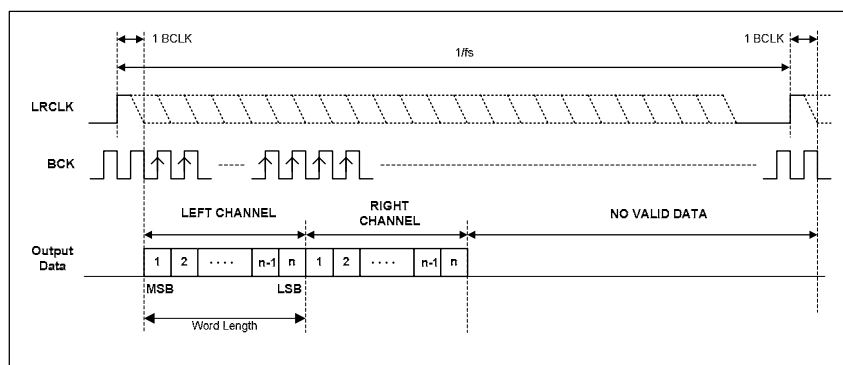 1 BCLK
1 BCLK
1/fs
LRCLK
BCK
LEFT CHANNEL
RIGHT
CHANNEL
NO VALID DATA
Output
Data
1 2 .... n-1 n 1 2 .... n-1 n
MSB LSB
Word Length